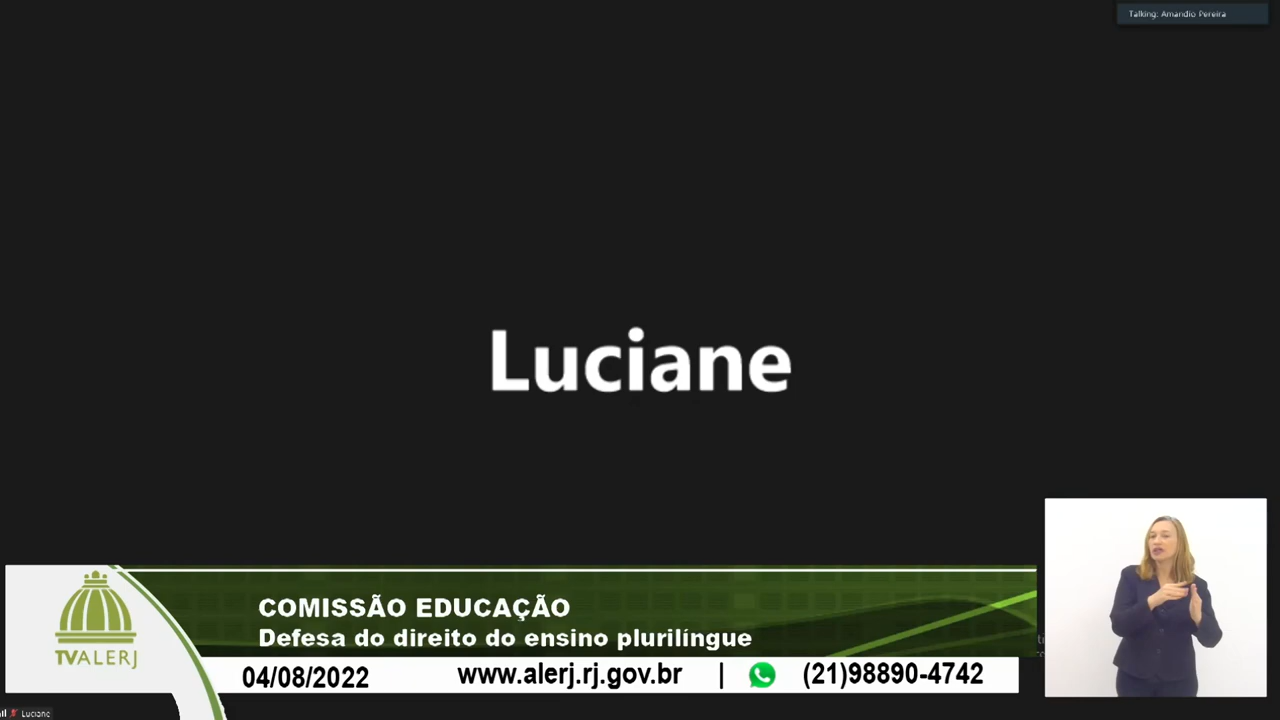 Talking: Amandio Pereira
Luciane
COMISSÃO EDUCAÇÃO
Defesa do direito do ensino plurilíngue
TVALERJ
04/08/2022 www.alerj.rj.gov.br | (21)98890-4742
Luciane